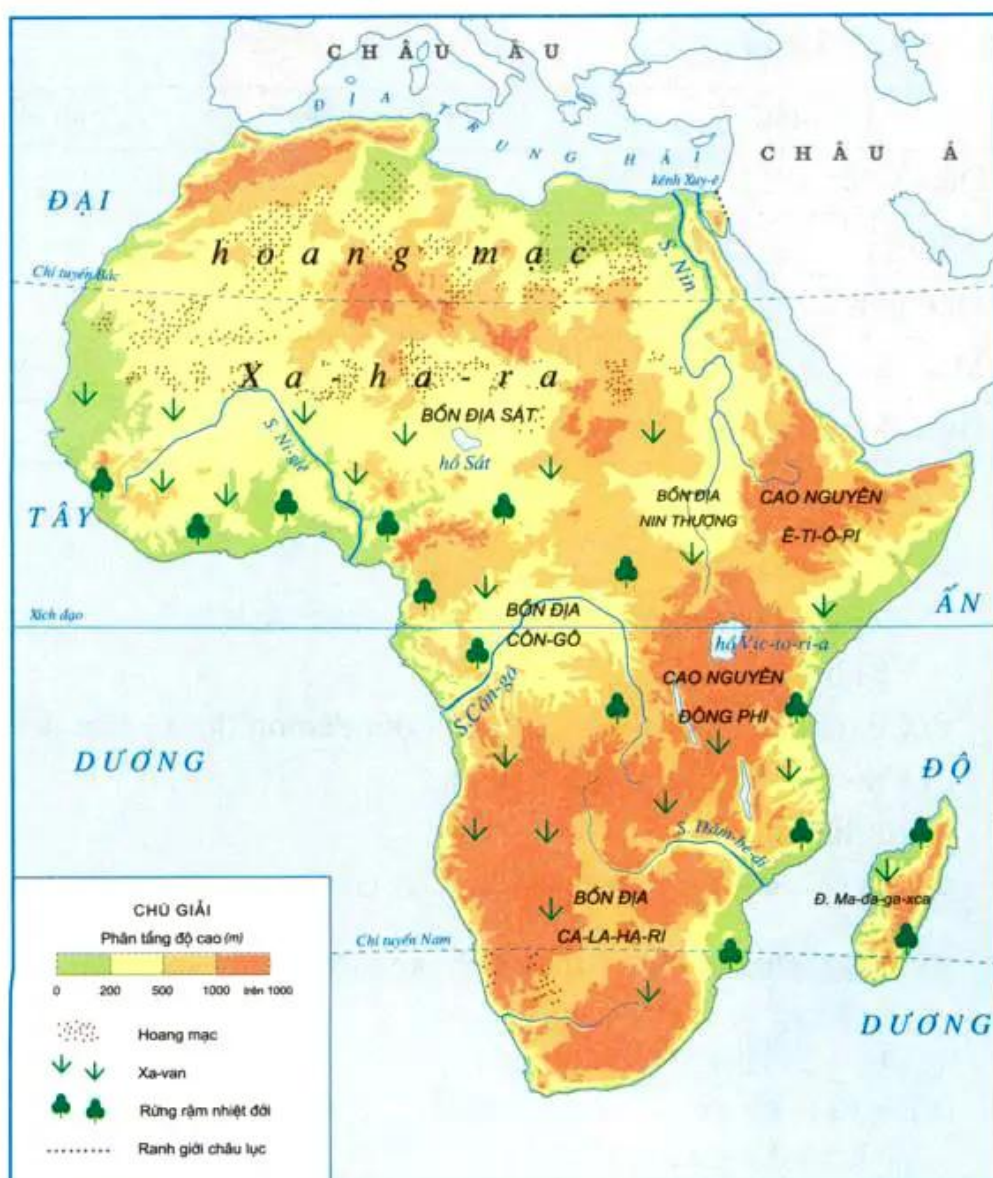 CHÂU ÂU
ĐỊA TRUNG HẢI
CHÂU Á
kênh Xuy-ê
ĐẠI
hoang mạc
S. Nin
Chí tuyến Bắc
Xa-ha-ra
BỒN ĐỊA SÁT
S. Ni-giê
hồ Sát
TÂY
BỒN ĐỊA
NIN THƯỢNG
CAO NGUYÊN
Ê-TI-Ô-PI
Xích đạo
ẤN
BỒN ĐỊA
CÔN-GÔ
hồ Vic-to-ri-a
S.Côn-gô
CAO NGUYÊN
ĐÔNG PHI
DƯƠNG
ĐỘ
S. Dăm-be-di
BỒN ĐỊA
CA-LA-HA-RI
Đ. Ma-đa-ga-xca
Chí tuyến Nam
DƯƠNG
CHÚ GIẢI
Phân tầng độ cao (m)
0 200 500 1000 trên 1000
Hoang mạc
Xa-van
Rừng rậm nhiệt đới
Ranh giới châu lục